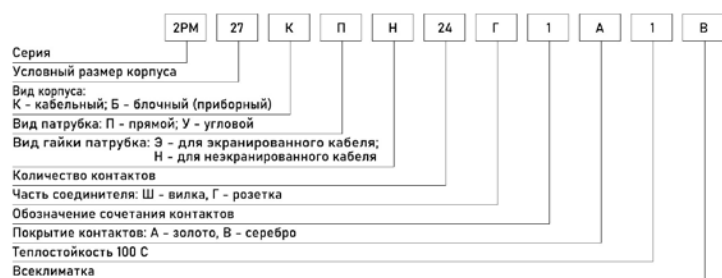 2РМ 27 К П Н 24 Г 1 А 1 В
Серия
Условный размер корпуса
Вид корпуса:
К - кабельный; Б - блочный (приборный)
Вид патрубка: П - прямой; У - угловой
Вид гайки патрубка: Э - для экранированного кабеля;
Н - для неэкранированного кабеля
Количество контактов
Часть соединителя: Ш - вилка, Г - розетка
Обозначение сочетания контактов
Покрытие контактов: А - золото, В - серебро
Теплостойкость 100 С
Всеклиматка